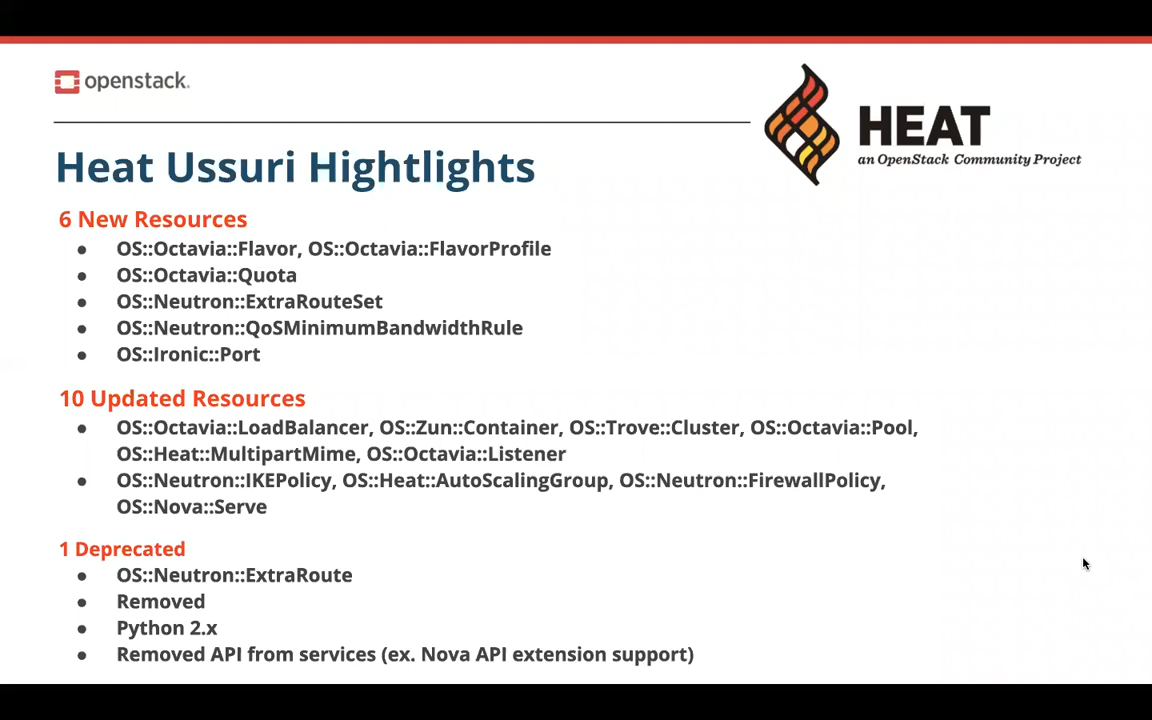 openstack.
HEAT
an OpenStack Community Project
Heat Ussuri Hightlights
6 New Resources
● OS::Octavia::Flavor, OS::Octavia::FlavorProfile
● OS::Octavia::Quota
● OS::Neutron::ExtraRouteSet
● OS::Neutron::QoSMinimumBandwidthRule
● OS::Ironic::Port
10 Updated Resources
● OS::Octavia::LoadBalancer, OS::Zun::Container, OS::Trove::Cluster, OS::Octavia::Pool,
OS::Heat::MultipartMime, OS::Octavia::Listener
● OS::Neutron::IKEPolicy, OS::Heat::AutoScalingGroup, OS::Neutron::FirewallPolicy,
OS::Nova::Serve
1 Deprecated
● OS::Neutron::ExtraRoute
● Removed
● Python 2.x
● Removed API from services (ex. Nova API extension support)